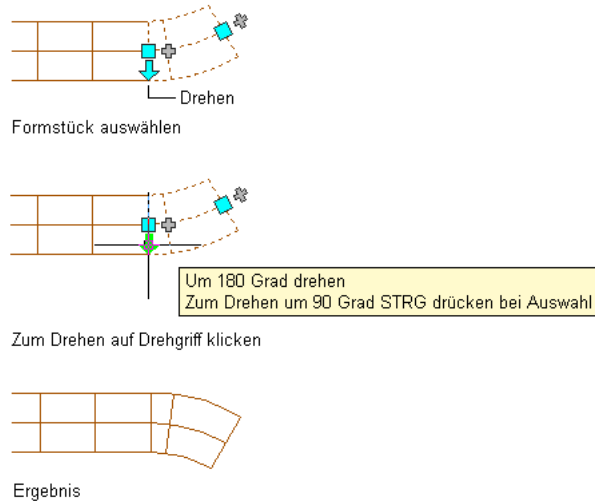 Drehen
Formstück auswählen
Um 180 Grad drehen
Zum Drehen um 90 Grad STRG drücken bei Auswahl
Zum Drehen auf Drehgriff klicken
Ergebnis